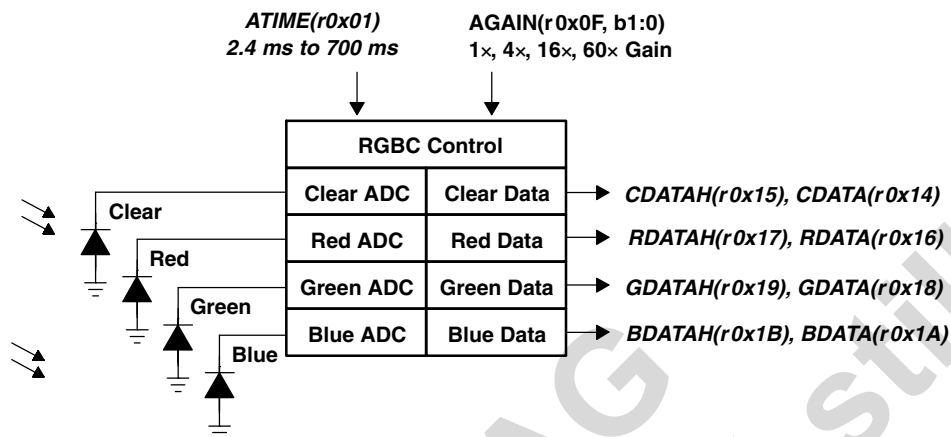 ATIME(r0x01)
2.4 ms to 700 ms
AGAIN(r0x0F, b1:0)
1×, 4×, 16×, 60× Gain
RGBC Control
Clear ADC
Clear Data
CDATAH(r0x15), CDATA(r0x14)
Clear
Red ADC
Red Data
RDATAH(r0x17), RDATA(r0x16)
Red
Green ADC
Green Data
GDATAH(r0x19), GDATA(r0x18)
Green
Blue ADC
Blue Data
BDATAH(r0x1B), BDATA(r0x1A)
Blue
AG
still